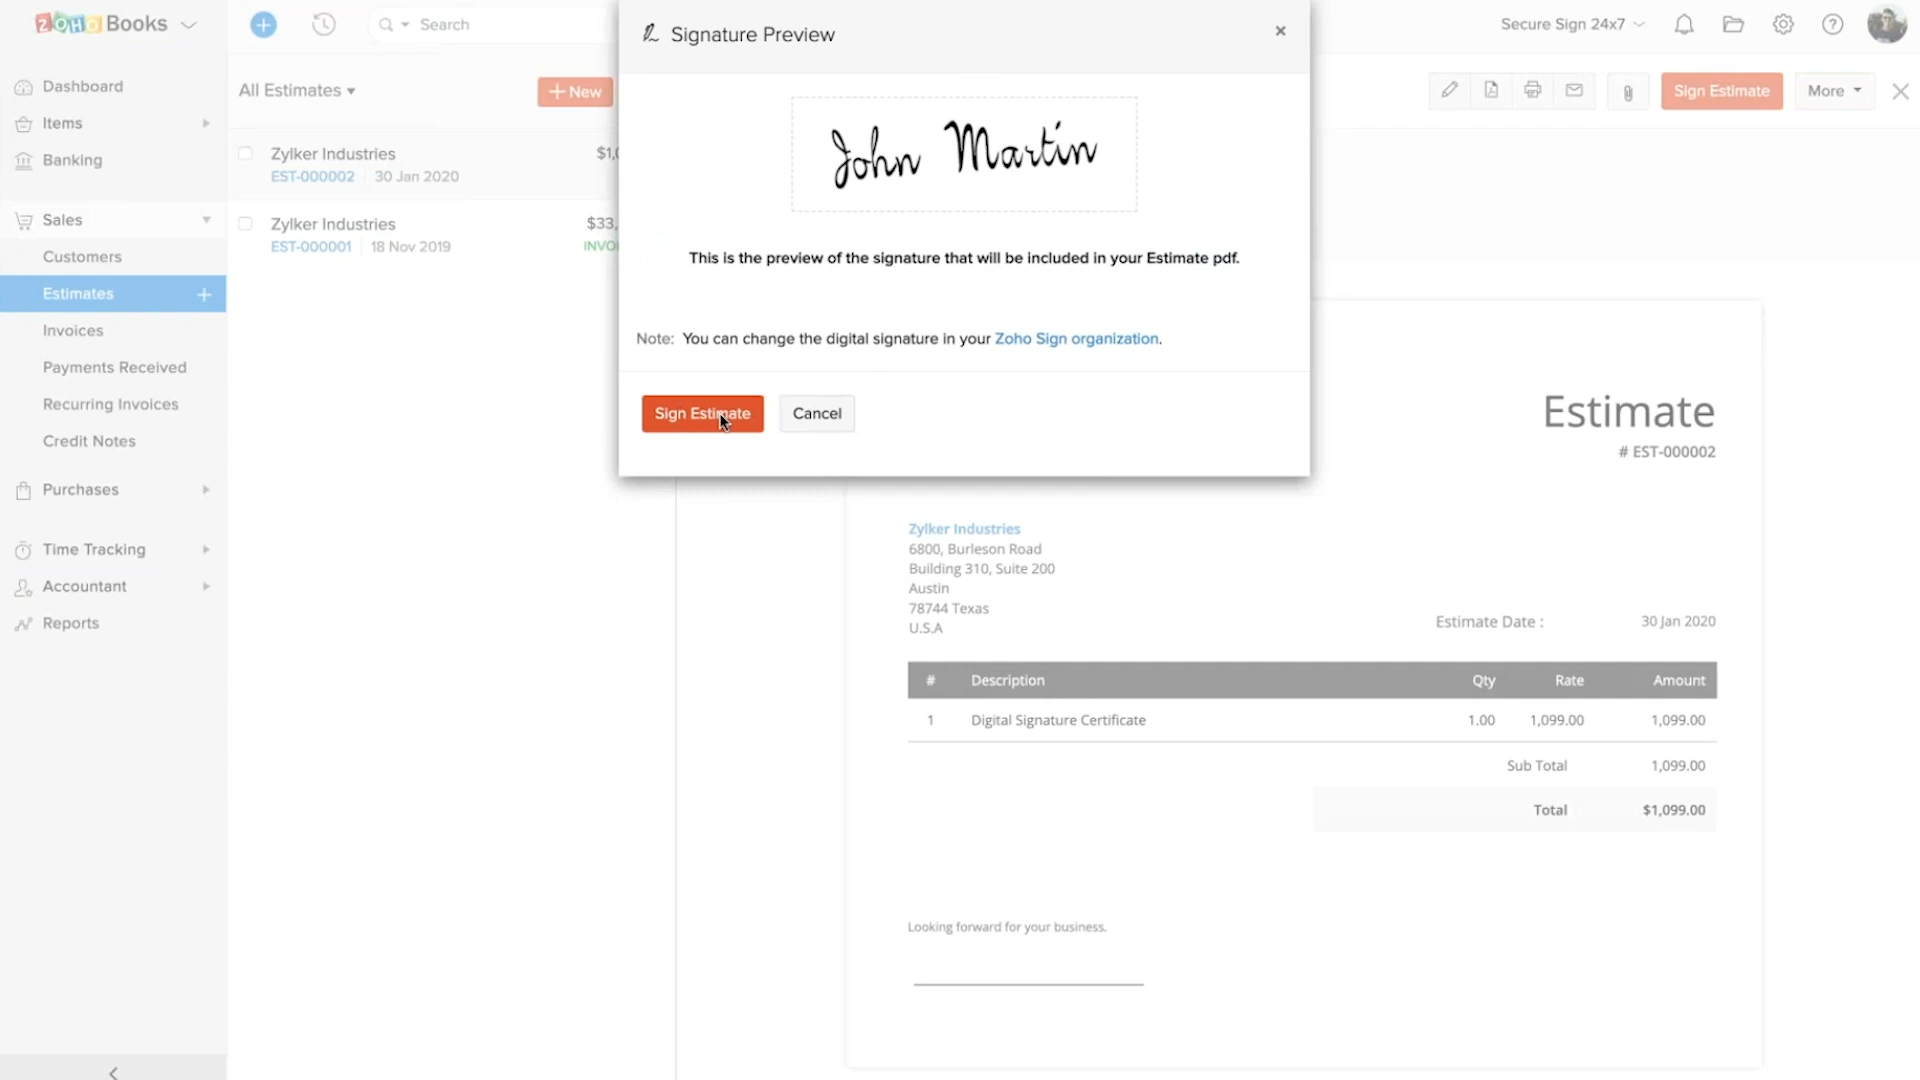 ZOHO Books
Search
Secure Sign 24x7
Dashboard
Items
Banking
Sales
Customers
Estimates
Invoices
Payments Received
Recurring Invoices
Credit Notes
Purchases
Time Tracking
Accountant
Reports
All Estimates
+ New
Zylker Industries
EST-000002 | 30 Jan 2020
Zylker Industries $33,
EST-000001 | 18 Nov 2019
Signature Preview
John Martin
This is the preview of the signature that will be included in your Estimate pdf.
Note: You can change the digital signature in your Zoho Sign organization.
Sign Estimate Cancel
Sign Estimate More
Estimate
# EST-000002
Zylker Industries
6800, Burleson Road
Building 310, Suite 200
Austin
78744 Texas
U.S.A
Estimate Date : 30 Jan 2020
# Description Qty Rate Amount
1 Digital Signature Certificate 1.00 1,099.00 1,099.00
Sub Total 1,099.00
Total $1,099.00
Looking forward for your business.